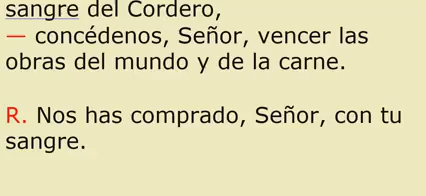 sangre del Cordero,
— concédenos, Señor, vencer las
obras del mundo y de la carne.
R. Nos has comprado, Señor, con tu
sangre.